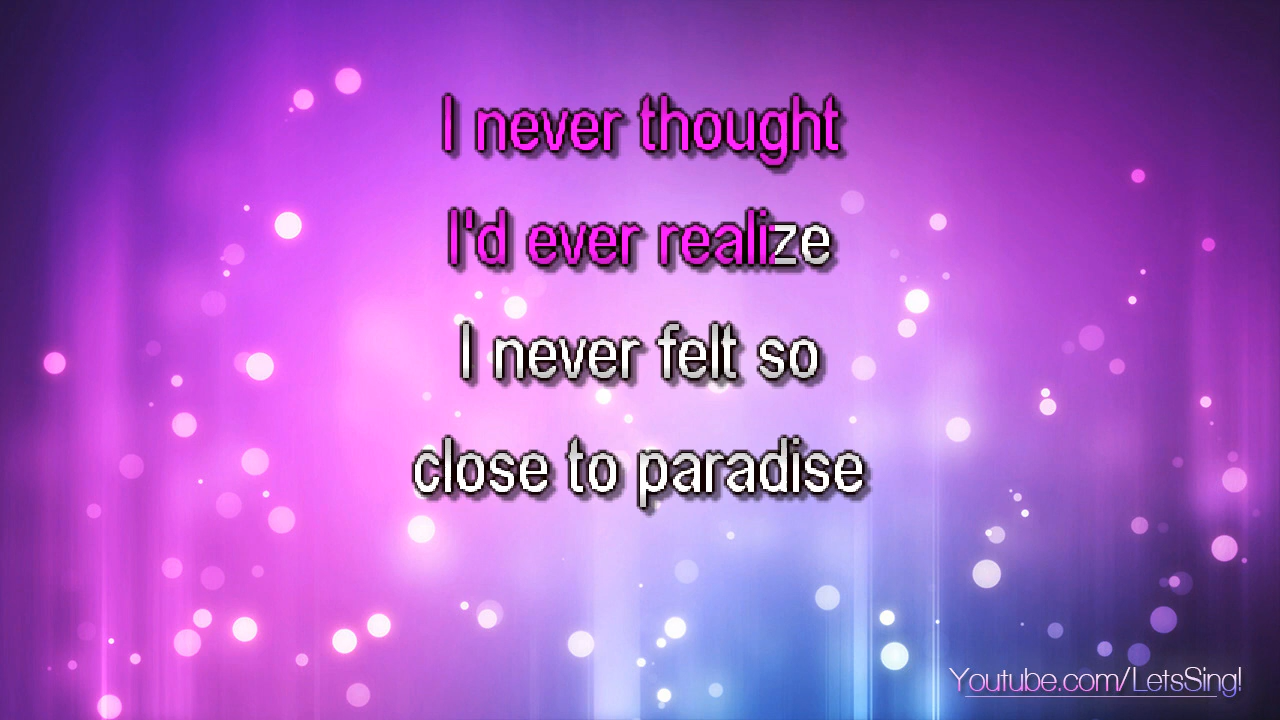 I never thought
I'd ever realize
I never felt so
close to paradise
Youtube.com/LetsSing!